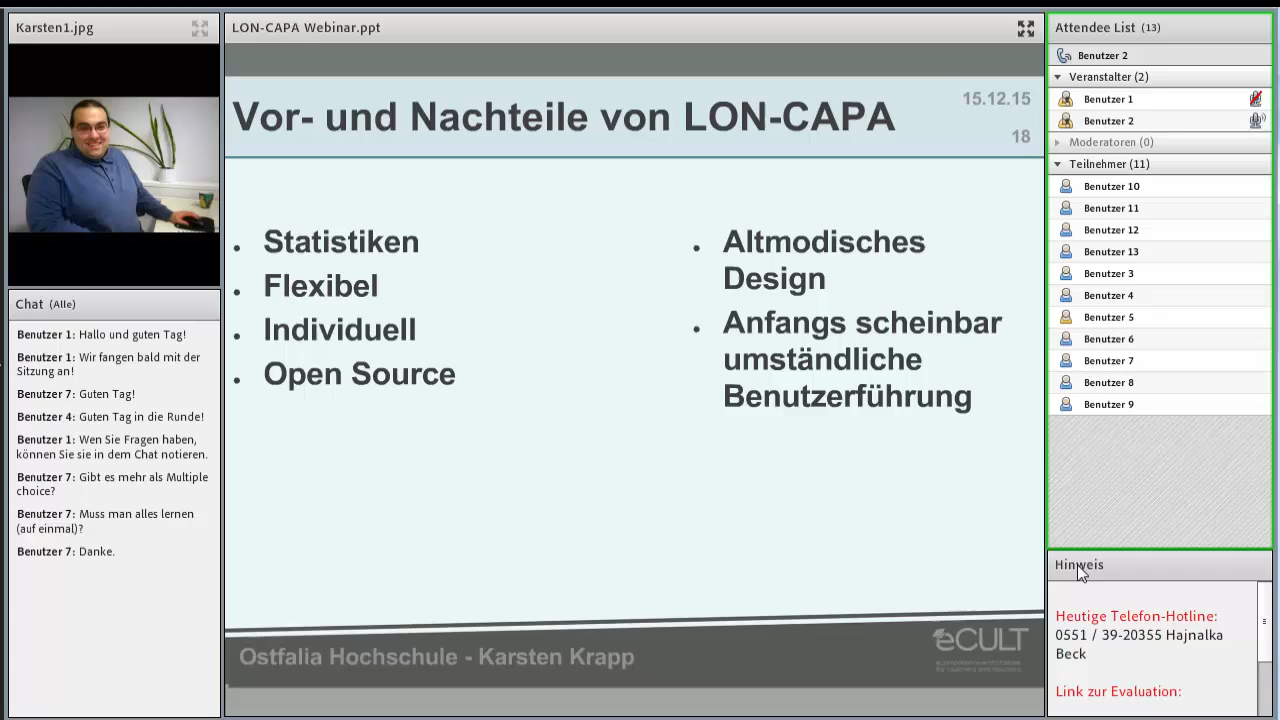 Karsten1.jpg
Chat (Alle)
Benutzer 1: Hallo und guten Tag!
Benutzer 1: Wir fangen bald mit der
Sitzung an!
Benutzer 7: Guten Tag!
Benutzer 4: Guten Tag in die Runde!
Benutzer 1: Wen Sie Fragen haben,
können Sie sie in dem Chat notieren.
Benutzer 7: Gibt es mehr als Multiple
choice?
Benutzer 7: Muss man alles lernen
(auf einmal)?
Benutzer 7: Danke.
LON-CAPA Webinar.ppt
Vor- und Nachteile von LON-CAPA
15.12.15
18
• Statistiken
• Flexibel
• Individuell
• Open Source
• Altmodisches
Design
• Anfangs scheinbar
umständliche
Benutzerführung
Ostfalia Hochschule - Karsten Krapp
eCULT
Attendee List (13)
Benutzer 2
Veranstalter (2)
Benutzer 1
Benutzer 2
Moderatoren (0)
Teilnehmer (11)
Benutzer 10
Benutzer 11
Benutzer 12
Benutzer 13
Benutzer 3
Benutzer 4
Benutzer 5
Benutzer 6
Benutzer 7
Benutzer 8
Benutzer 9
Hinweis
Heutige Telefon-Hotline:
0551 / 39-20355 Hajnalka
Beck
Link zur Evaluation: